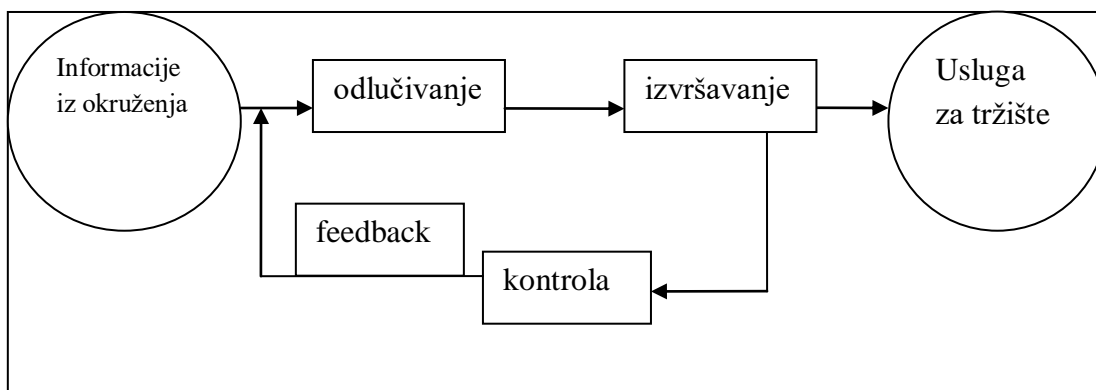 Informacije
iz okruženja
odlučivanje
izvršavanje
Usluga
za tržište
feedback
kontrola